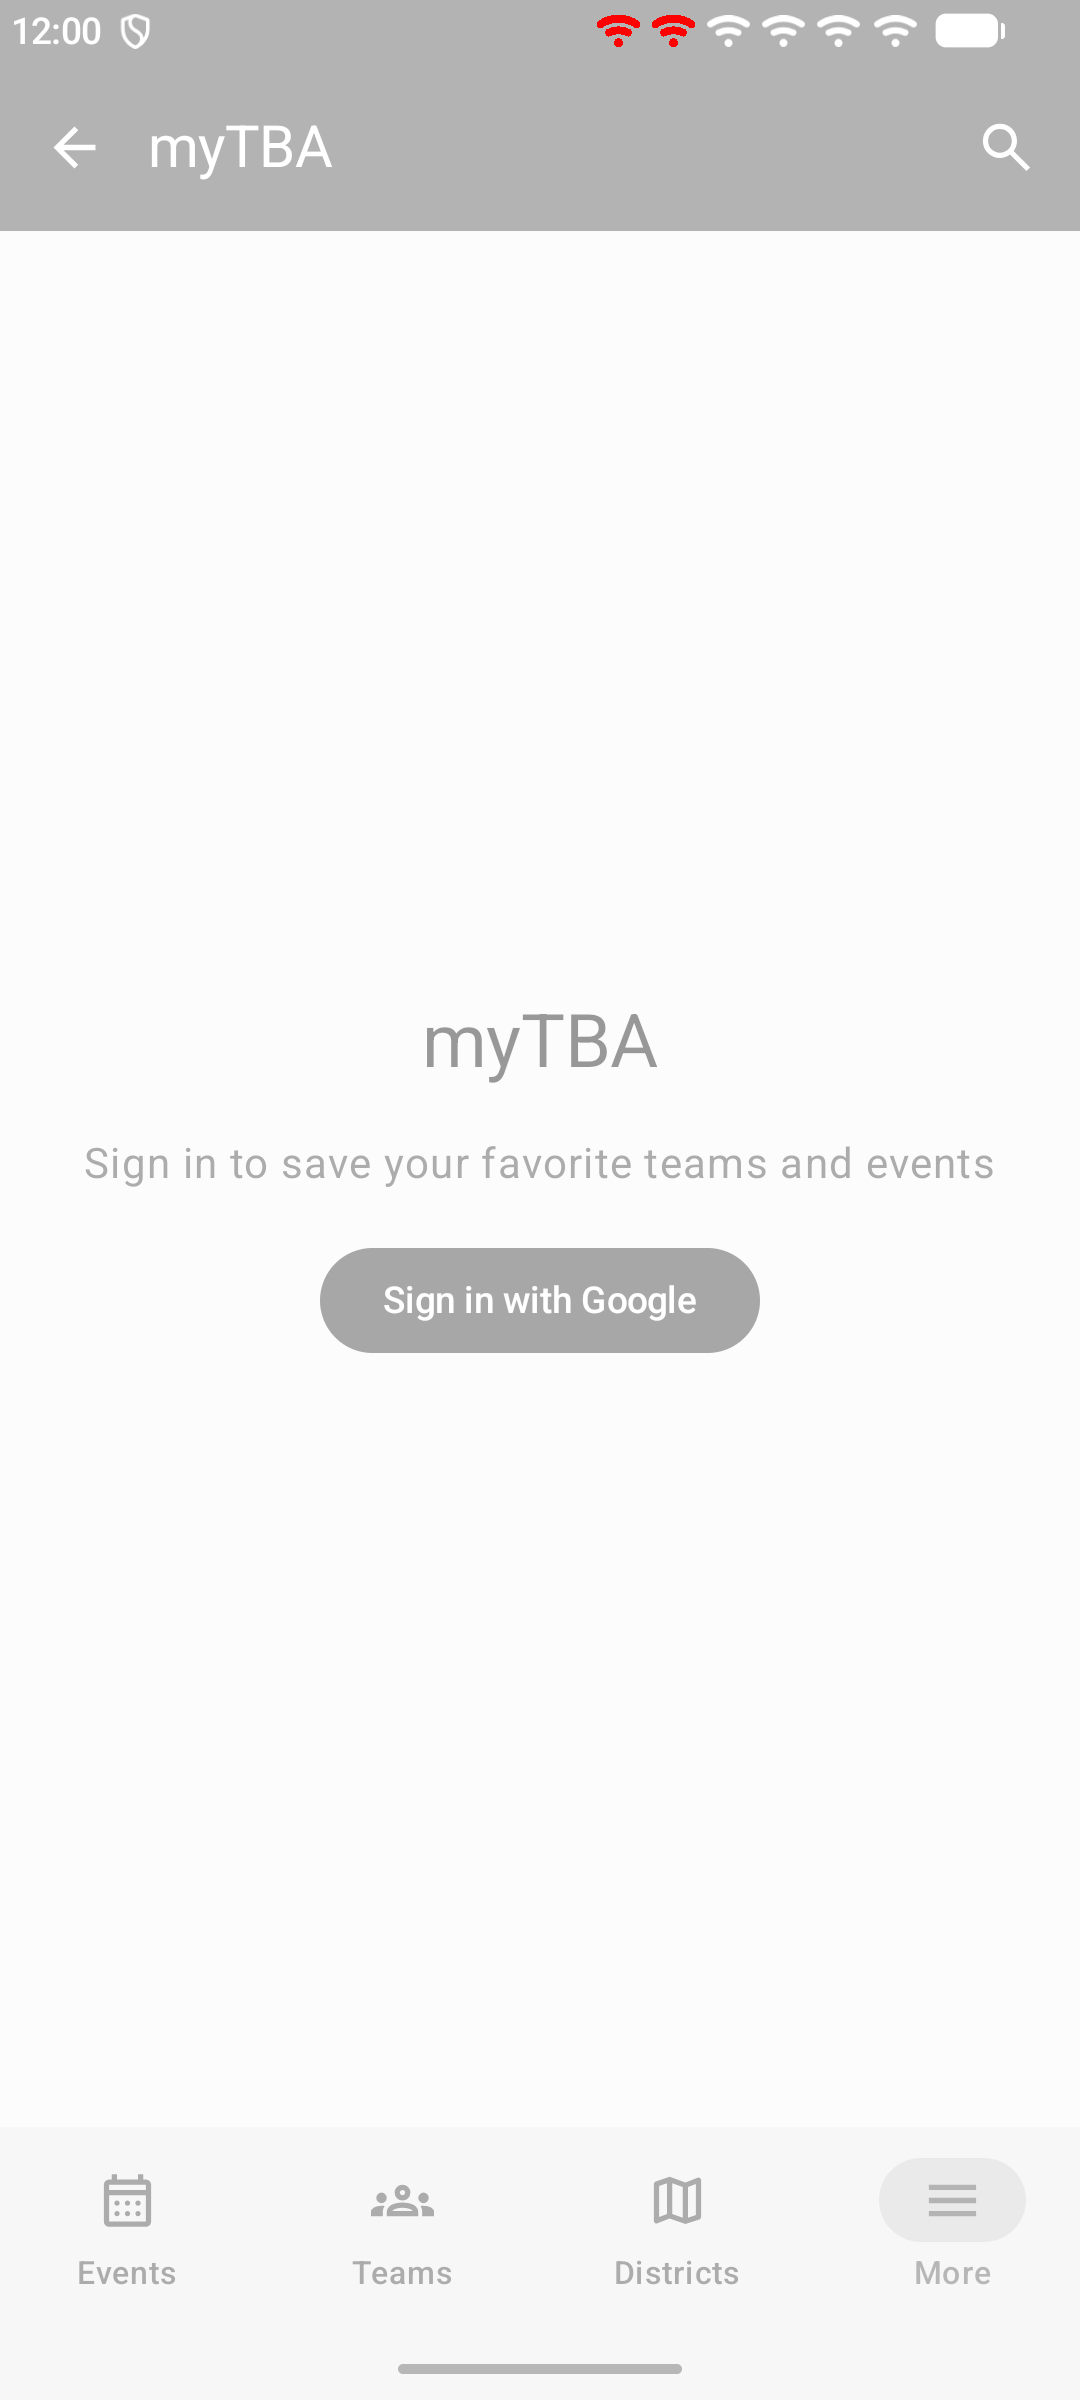 12:00
myTBA
myTBA
Sign in to save your favorite teams and events
Sign in with Google
Events
Teams
Districts
More